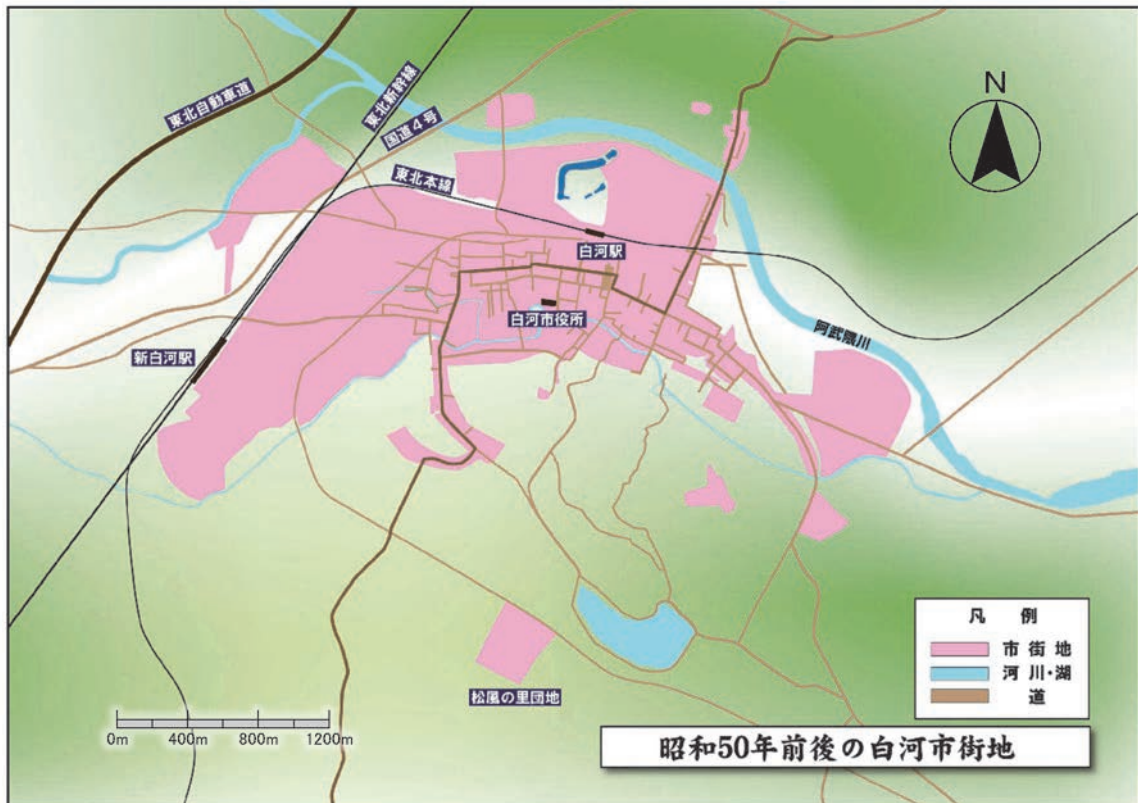 東北自動車道
東北新幹線
国道4号
東北本線
N
白河駅
白河市役所
新白河駅
阿武隈川
松風の里団地
凡 例
市 街 地
河 川・湖
道
0m 400m 800m 1200m
昭和50年前後の白河市街地